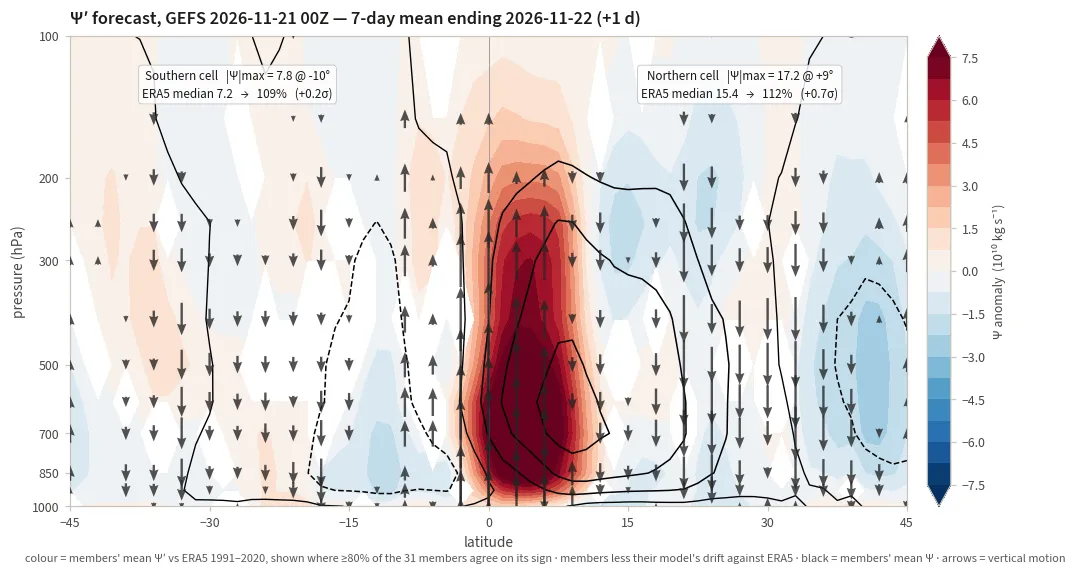 Ψ′ forecast, GEFS 2026-11-21 00Z — 7-day mean ending 2026-11-22 (+1 d)
Southern cell |Ψ|max = 7.8 @ -10°
ERA5 median 7.2 → 109% (+0.2σ)
Northern cell |Ψ|max = 17.2 @ +9°
ERA5 median 15.4 → 112% (+0.7σ)
pressure (hPa)
100
200
300
400
500
700
850
1000
−45
−30
−15
0
15
30
45
latitude
7.5
6.0
4.5
3.0
1.5
0.0
−1.5
−3.0
−4.5
−6.0
−7.5
Ψ anomaly (10¹⁰ kg s⁻¹)
colour = members' mean Ψ′ vs ERA5 1991–2020, shown where ≥80% of the 31 members agree on its sign · members less their model's drift against ERA5 · black = members' mean Ψ · arrows = vertical motion